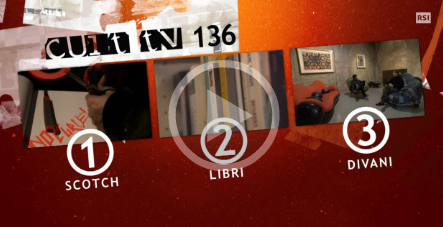 RSI
CULT TV 136
1
SCOTCH
2
LIBRI
3
DIVANI